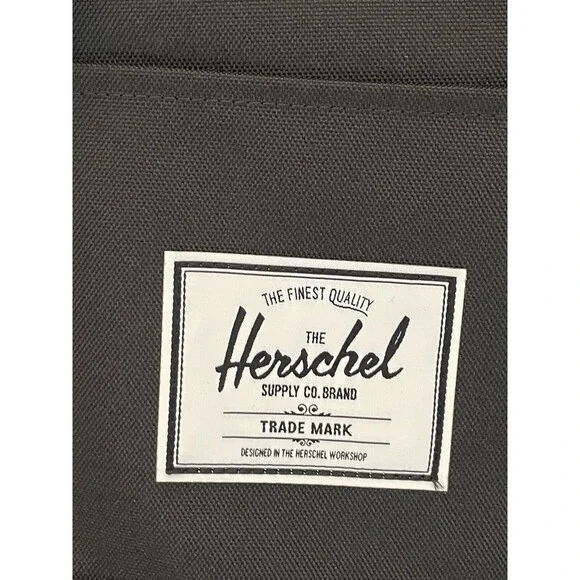 THE FINEST QUALITY
THE
Herschel
SUPPLY CO. BRAND
TRADE MARK
DESIGNED IN THE HERSCHEL WORKSHOP